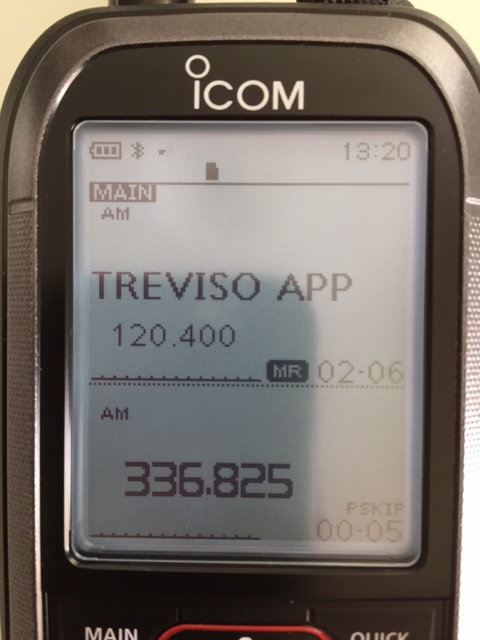 ICOM
13:20
MAIN
AM
TREVISO APP
120.400
MR 02-06
AM
336.825
PSKIP
00-05
MAIN QUICK